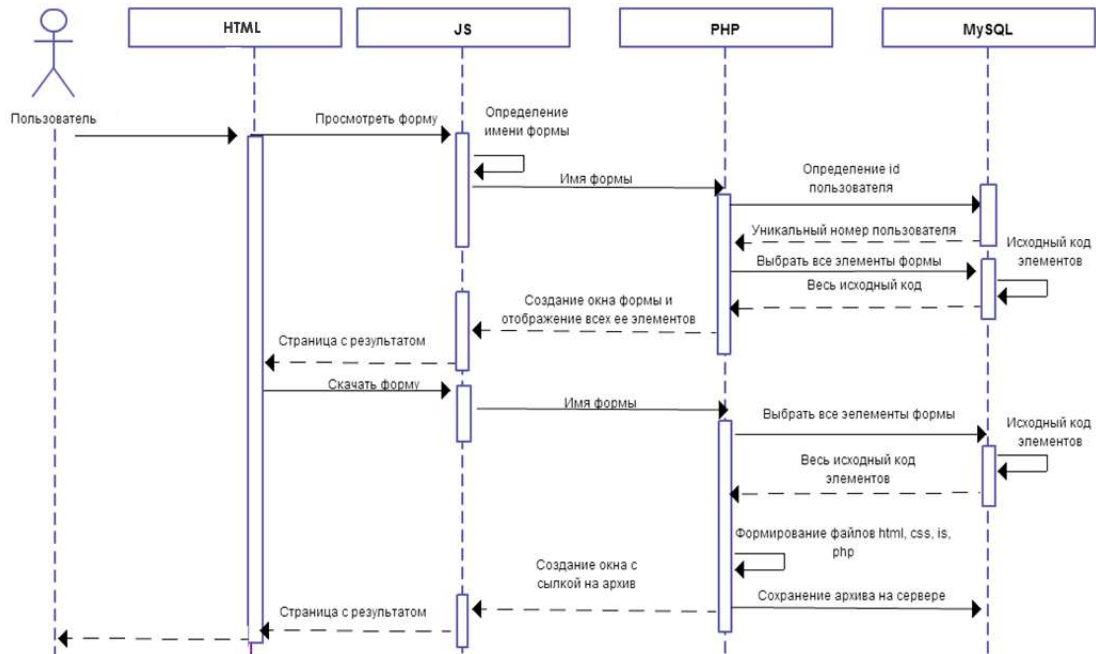 HTML
JS
PHP
MySQL
Пользователь
Просмотреть форму
Определение
имени формы
Имя формы
Определение id
пользователя
Уникальный номер пользователя
Исходный код
элементов
Выбрать все элементы формы
Весь исходный код
Создание окна формы и
отображение всех ее элементов
Страница с результатом
Скачать форму
Имя формы
Выбрать все эелементы формы
Исходный код
элементов
Весь исходный код
элементов
Формирование файлов html, css, is,
php
Создание окна с
сылкой на архив
Сохранение архива на сервере
Страница с результатом